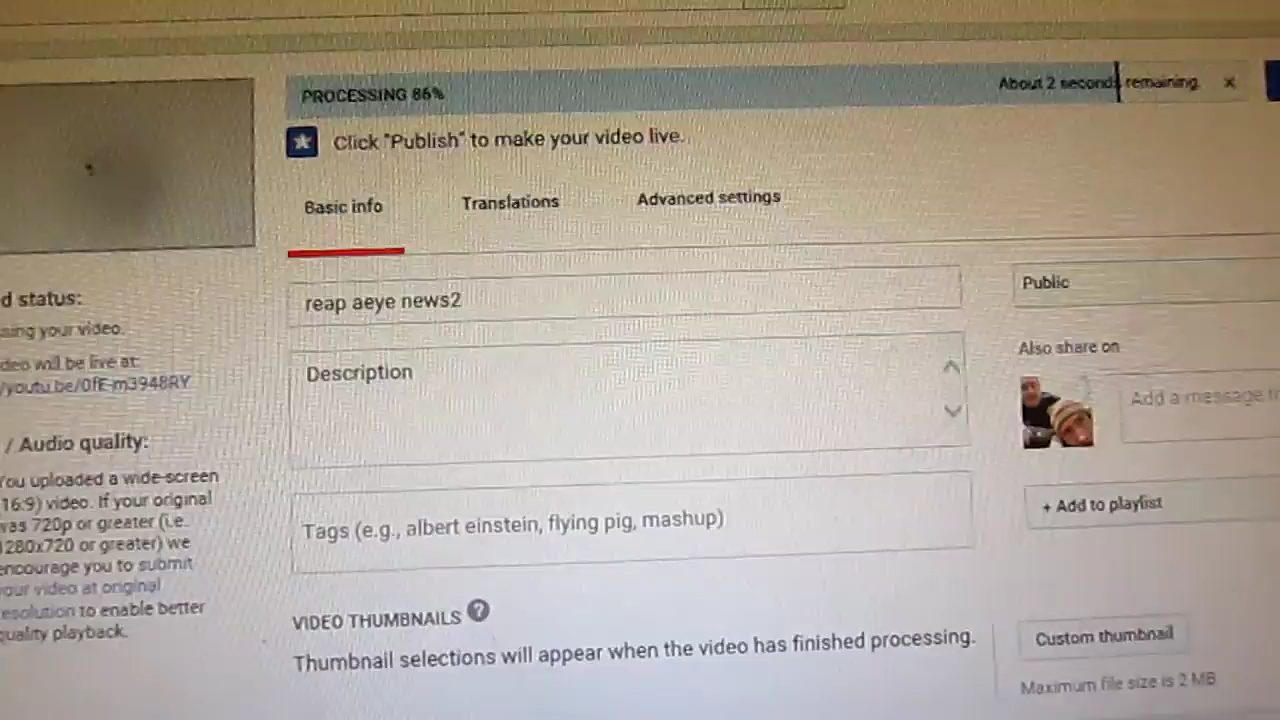 PROCESSING 86%
About 2 seconds remaining.
Click "Publish" to make your video live.
Basic info
Translations
Advanced settings
reap aeye news2
Public
Also share on
Description
Add a message
+ Add to playlist
Tags (e.g., albert einstein, flying pig, mashup)
VIDEO THUMBNAILS ?
Thumbnail selections will appear when the video has finished processing.
Custom thumbnail
Maximum file size is 2 MB
d status:
your video.
deo will be live at:
/youtu.be/0fE-m3948RY
/ Audio quality:
You uploaded a wide-screen
16:9) video. If your original
was 720p or greater (i.e.
1280x720 or greater) we
encourage you to submit
your video at original
resolution to enable better
quality playback.